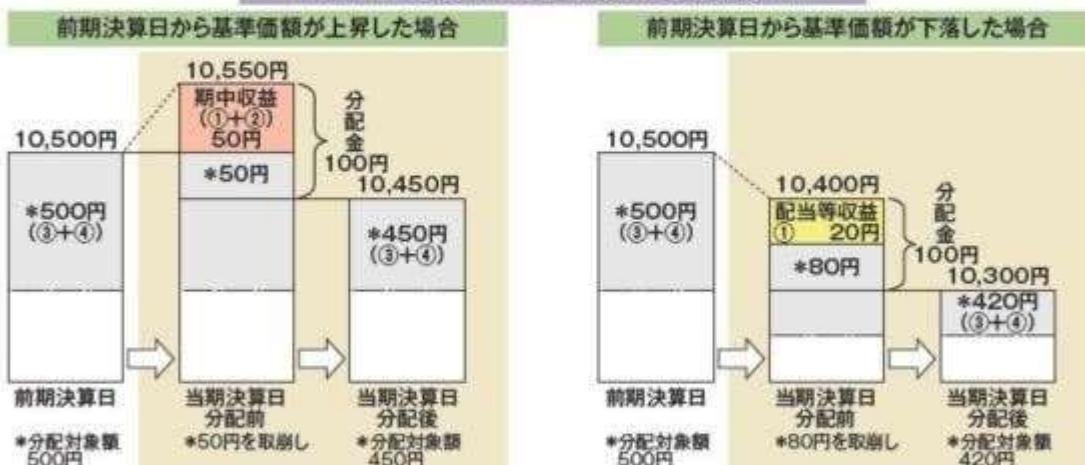 前期決算日から基準価額が上昇した場合
10,550円
期中収益
(①+②)
50円
分配金
100円
10,500円
*50円
10,450円
*500円
(③+④)
*450円
(③+④)
前期決算日
当期決算日
分配前
当期決算日
分配後
*分配対象額
500円
*50円を取崩し
*分配対象額
450円
前期決算日から基準価額が下落した場合
10,500円
10,400円
配当等収益
① 20円
分配金
100円
*500円
(③+④)
*80円
10,300円
*420円
(③+④)
前期決算日
当期決算日
分配前
当期決算日
分配後
*分配対象額
500円
*80円を取崩し
*分配対象額
420円